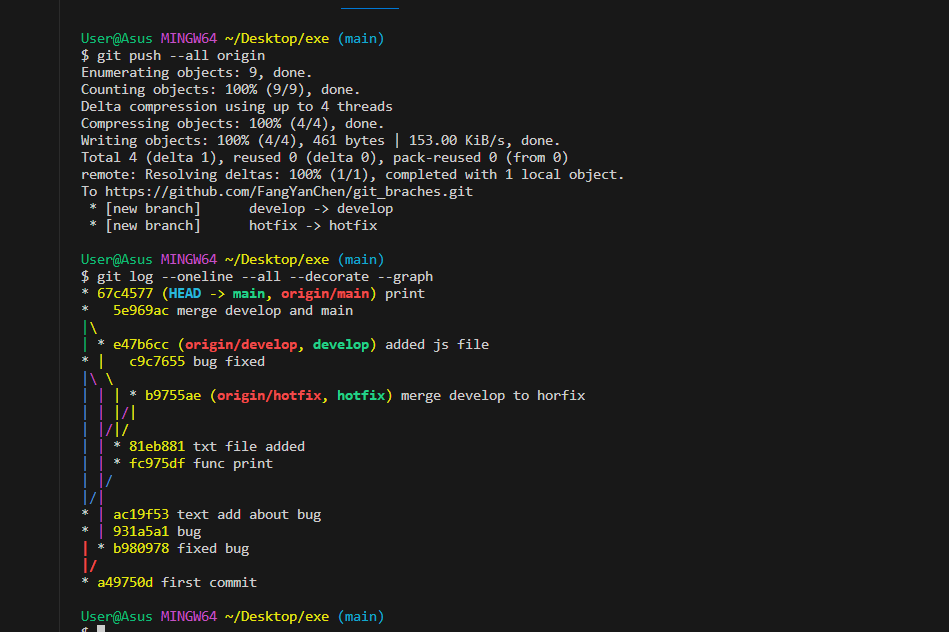 User@Asus MINGW64 ~/Desktop/exe (main)
$ git push --all origin
Enumerating objects: 9, done.
Counting objects: 100% (9/9), done.
Delta compression using up to 4 threads
Compressing objects: 100% (4/4), done.
Writing objects: 100% (4/4), 461 bytes | 153.00 KiB/s, done.
Total 4 (delta 1), reused 0 (delta 0), pack-reused 0 (from 0)
remote: Resolving deltas: 100% (1/1), completed with 1 local object.
To https://github.com/FangYanChen/git_braches.git
 * [new branch]      develop -> develop
 * [new branch]      hotfix -> hotfix

User@Asus MINGW64 ~/Desktop/exe (main)
$ git log --oneline --all --decorate --graph
* 67c4577 (HEAD -> main, origin/main) print
*   5e969ac merge develop and main
|\
| * e47b6cc (origin/develop, develop) added js file
* |   c9c7655 bug fixed
|\ \
| | | * b9755ae (origin/hotfix, hotfix) merge develop to horfix
| | |/|
| |/|/
| | * 81eb881 txt file added
| | * fc975df func print
| |/
|/|
* | ac19f53 text add about bug
* | 931a5a1 bug
| * b980978 fixed bug
|/
* a49750d first commit

User@Asus MINGW64 ~/Desktop/exe (main)
$